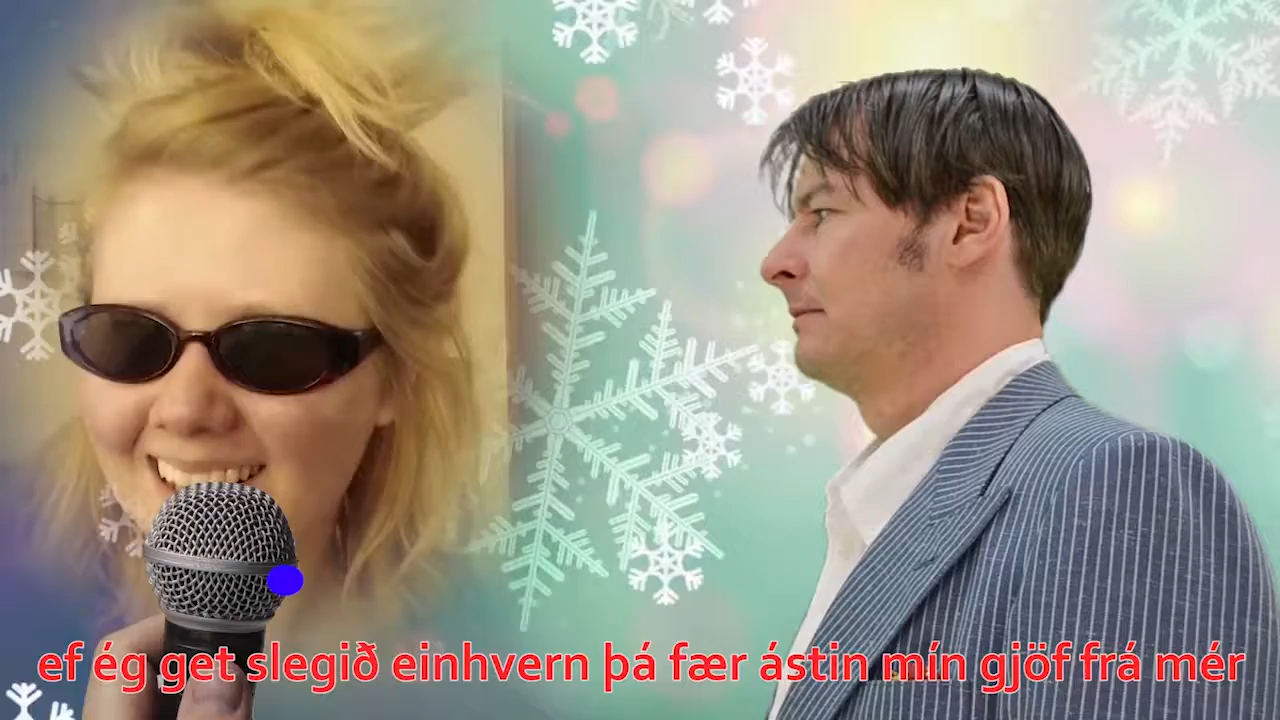 ef ég get slegið einhvern þá fær ástin mín gjöf frá mér